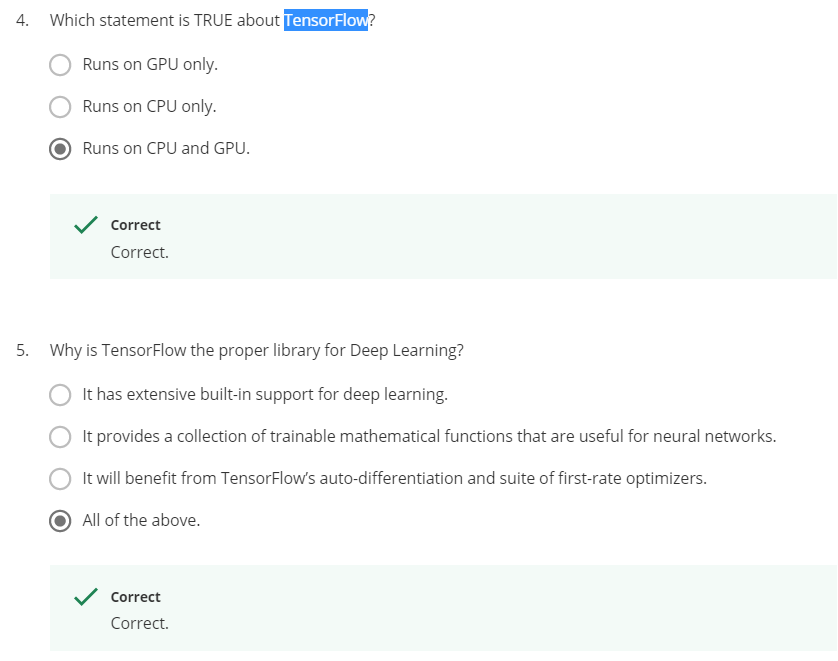 4. Which statement is TRUE about TensorFlow?
Runs on GPU only.
Runs on CPU only.
Runs on CPU and GPU.
Correct
Correct.
5. Why is TensorFlow the proper library for Deep Learning?
It has extensive built-in support for deep learning.
It provides a collection of trainable mathematical functions that are useful for neural networks.
It will benefit from TensorFlow’s auto-differentiation and suite of first-rate optimizers.
All of the above.
Correct
Correct.